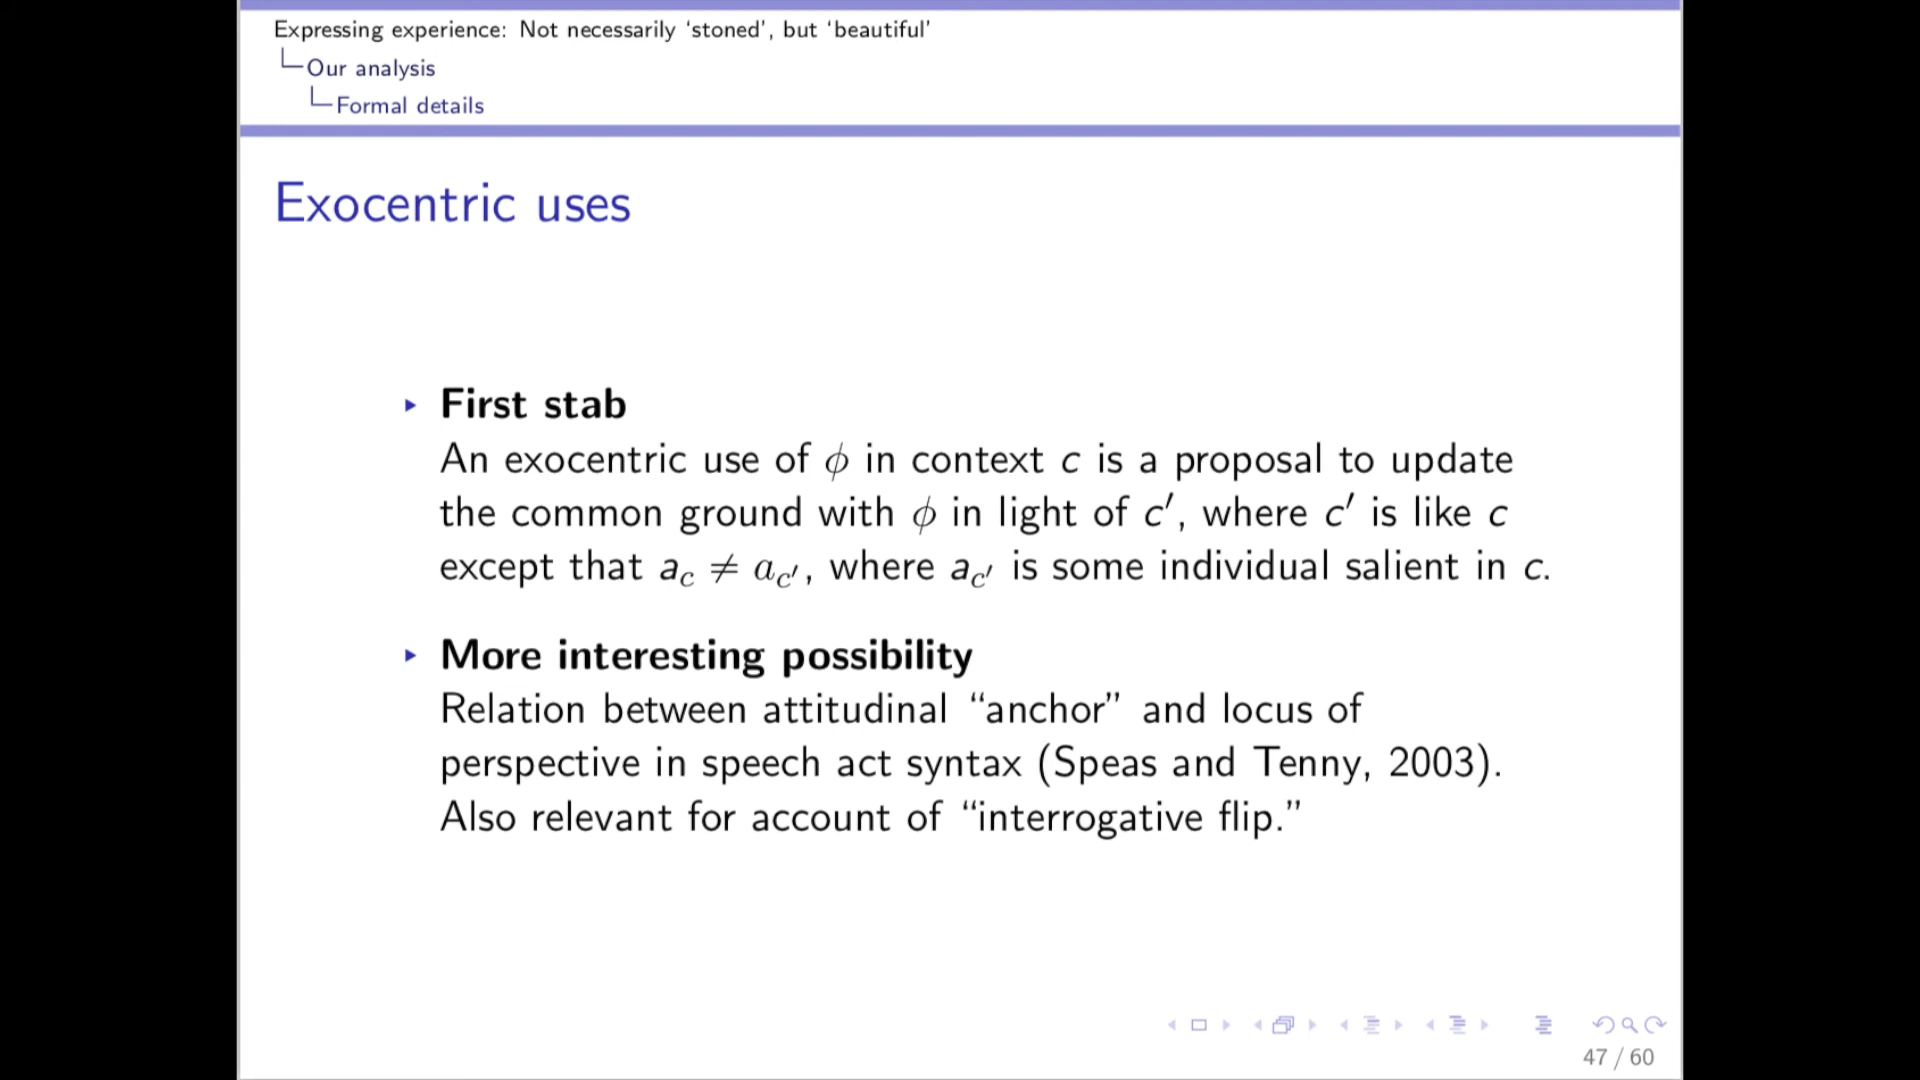 Expressing experience: Not necessarily ‘stoned’, but ‘beautiful’
Our analysis
Formal details
Exocentric uses
First stab
An exocentric use of ϕ in context c is a proposal to update
the common ground with ϕ in light of c′, where c′ is like c
except that a_c ≠ a_c′, where a_c′ is some individual salient in c.
More interesting possibility
Relation between attitudinal “anchor” and locus of
perspective in speech act syntax (Speas and Tenny, 2003).
Also relevant for account of “interrogative flip.”
47 / 60